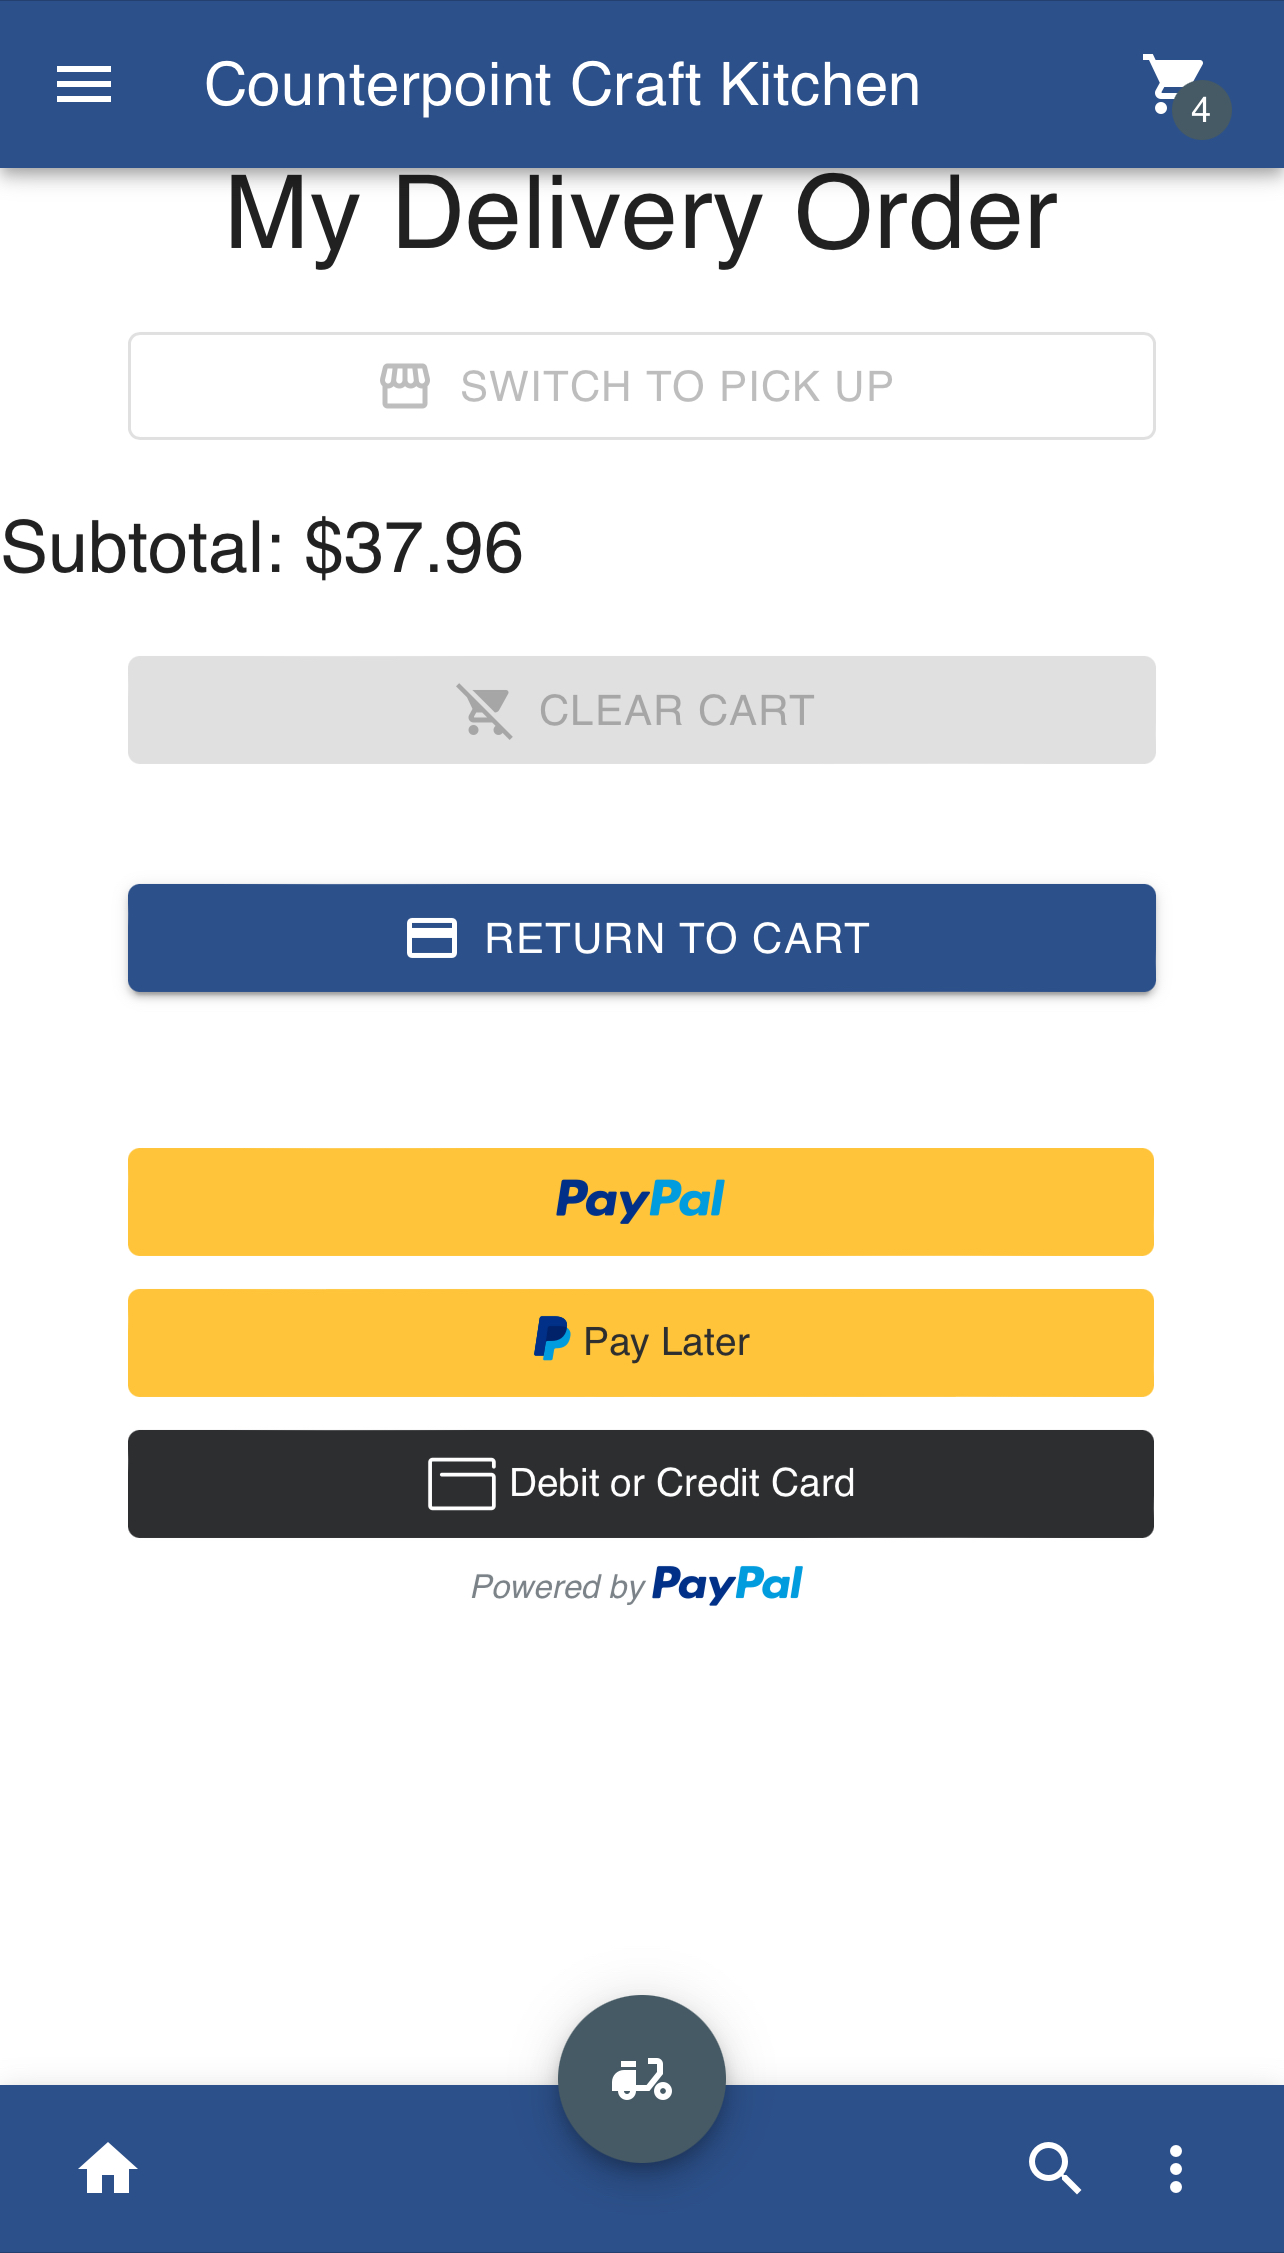 Counterpoint Craft Kitchen
4
My Delivery Order
SWITCH TO PICK UP
Subtotal: $37.96
CLEAR CART
RETURN TO CART
PayPal
Pay Later
Debit or Credit Card
Powered by PayPal